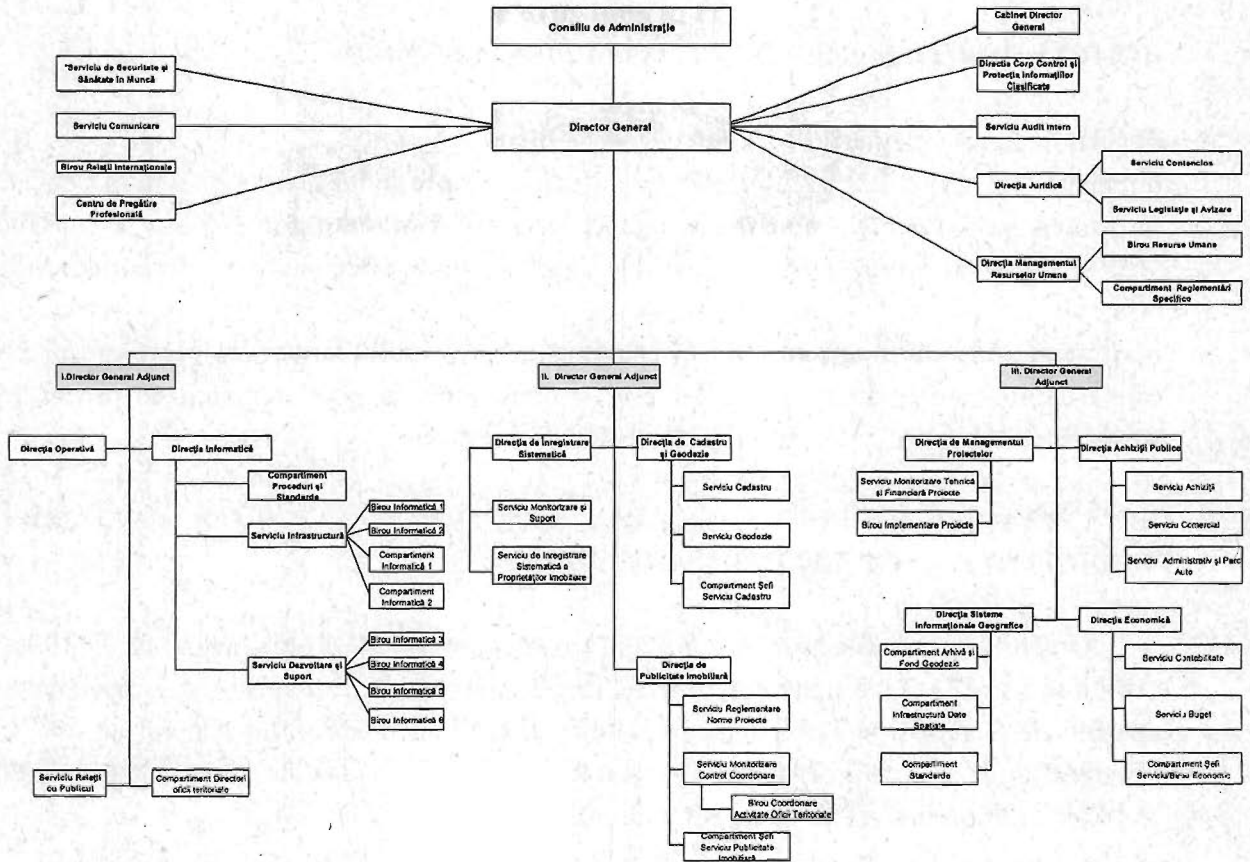 Consiliu de Administrație
Cabinet Director
General
Direcția Corp Control și
Protecția Informațiilor
Clasificate
"Serviciu de Securitate și
Sănătate în Muncă
Serviciu Comunicare
Director General
Serviciu Audit Intern
Birou Relații Internaționale
Centru de Pregătire
Profesională
Direcția Juridică
Serviciu Contencios
Serviciu Legislație și Avizare
Direcția Managementul
Resurselor Umane
Birou Resurse Umane
Compartiment Reglementări
Specifice
I.Director General Adjunct
II. Director General Adjunct
III. Director General
Adjunct
Direcția Operativă
Direcția Informatică
Compartiment
Proceduri și
Standarde
Serviciu Infrastructură
Birou Informatică 1
Birou Informatică 2
Compartiment
Informatică 1
Compartiment
Informatică 2
Serviciu Dezvoltare și
Suport
Birou Informatică 3
Birou Informatică 4
Birou Informatică 5
Birou Informatică 6
Serviciu Relații
cu Publicul
Compartiment Directori
oficii teritoriale
Direcția de Înregistrare
Sistematică
Serviciu Monitorizare și
Suport
Serviciu de Înregistrare
Sistematică a
Proprietăților Imobiliare
Direcția de Cadastru
și Geodezie
Serviciu Cadastru
Serviciu Geodezie
Compartiment Șefi
Serviciu Cadastru
Direcția de
Publicitate Imobiliară
Serviciu Reglementare
Norme Proiecte
Serviciu Monitorizare
Control Coordonare
Birou Coordonare
Activitate Oficii Teritoriale
Compartiment Șefi
Serviciu Publicitate
Imobiliară
Direcția de Managementul
Proiectelor
Serviciu Monitorizare Tehnică
și Financiară Proiecte
Birou Implementare Proiecte
Direcția Achiziții Publice
Serviciu Achiziții
Serviciu Comercial
Serviciu Administrativ și Parc
Auto
Direcția Sisteme
Informaționale Geografice
Compartiment Arhivă și
Fond Geodezic
Compartiment
Infrastructură Date
Spațiale
Compartiment
Standarde
Direcția Economică
Serviciu Contabilitate
Serviciu Buget
Compartiment Șefi
Serviciu/Birou Economic